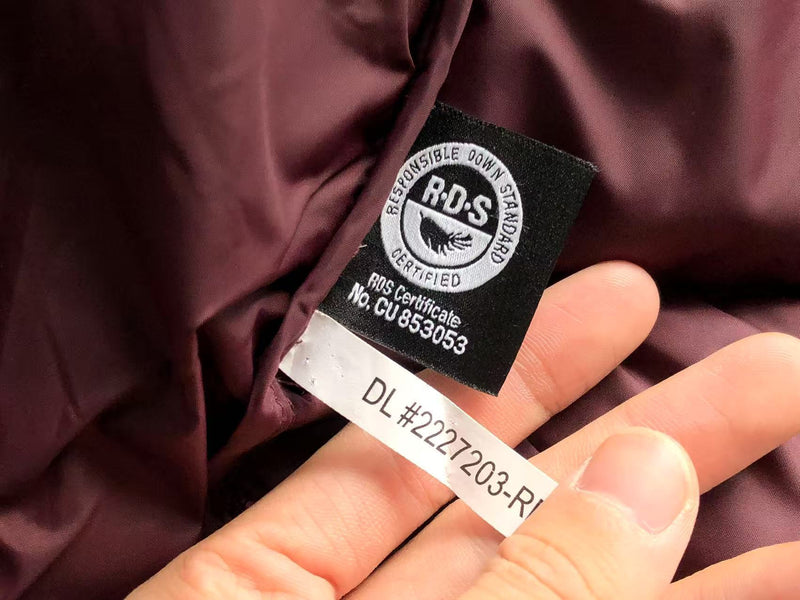 RESPONSIBLE DOWN STANDARD
R·D·S
CERTIFIED
RDS Certificate
No. CU 853053
DL #2227203-R